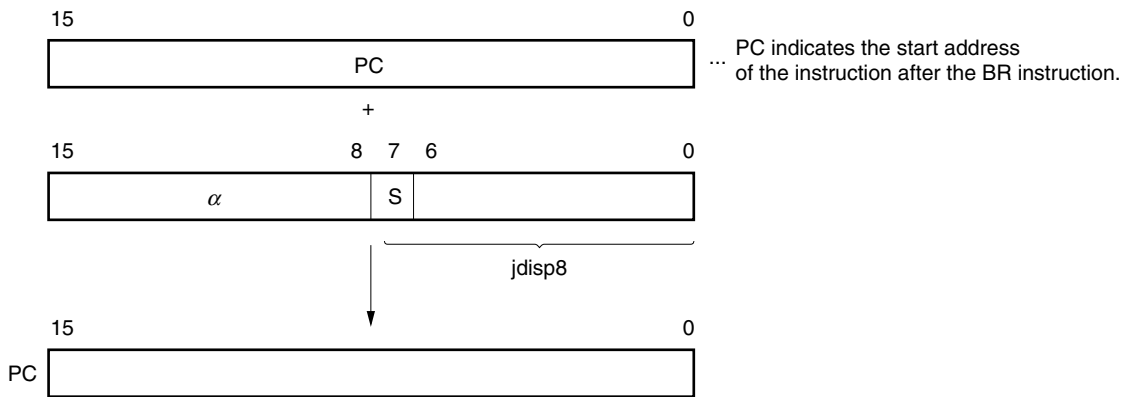 15 0
PC
... PC indicates the start address
of the instruction after the BR instruction.
+
15 8 7 6 0
α S
jdisp8
15 0
PC